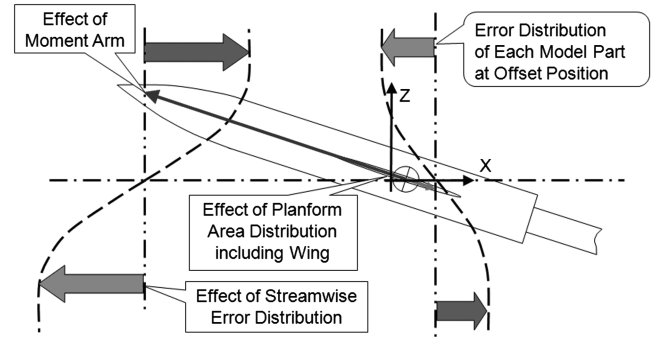 Effect of
Moment Arm
Error Distribution
of Each Model Part
at Offset Position
Z
X
Effect of Planform
Area Distribution
including Wing
Effect of Streamwise
Error Distribution